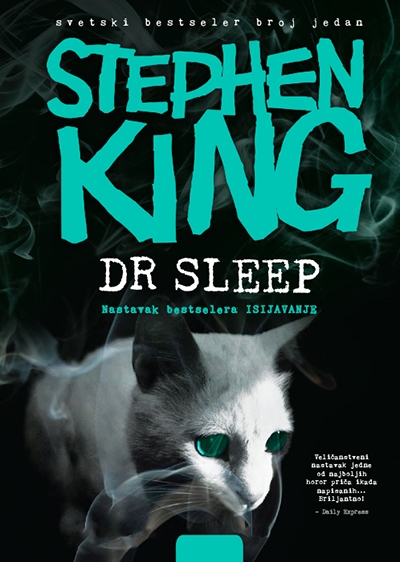 svetski bestseler broj jedan
STEPHEN
KING
DR SLEEP
Nastavak bestselera ISIJAVANJE
Veličanstveni
nastavak jedne
od najboljih
horor priča ikada
napisanih...
Briljantno!
- Daily Express